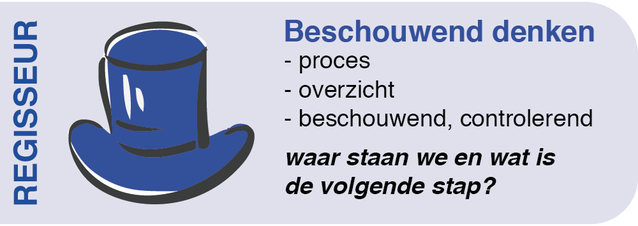 REGISSEUR
Beschouwend denken
- proces
- overzicht
- beschouwend, controlerend
waar staan we en wat is
de volgende stap?